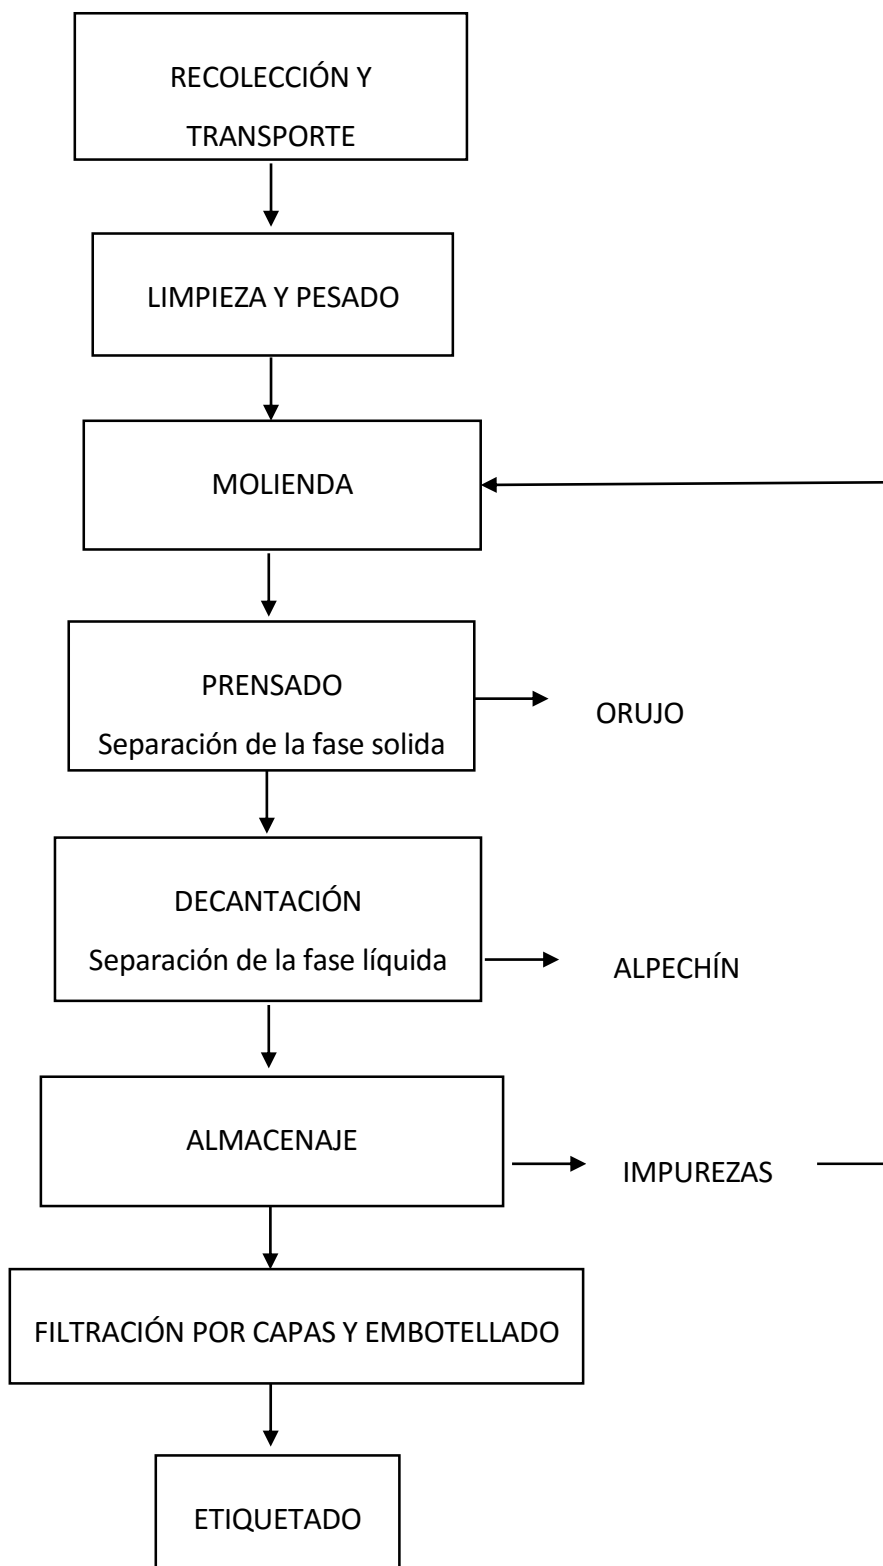 RECOLECCIÓN Y
TRANSPORTE
LIMPIEZA Y PESADO
MOLIENDA
PRENSADO
Separación de la fase solida
ORUJO
DECANTACIÓN
Separación de la fase líquida
ALPECHÍN
ALMACENAJE
IMPUREZAS
FILTRACIÓN POR CAPAS Y EMBOTELLADO
ETIQUETADO